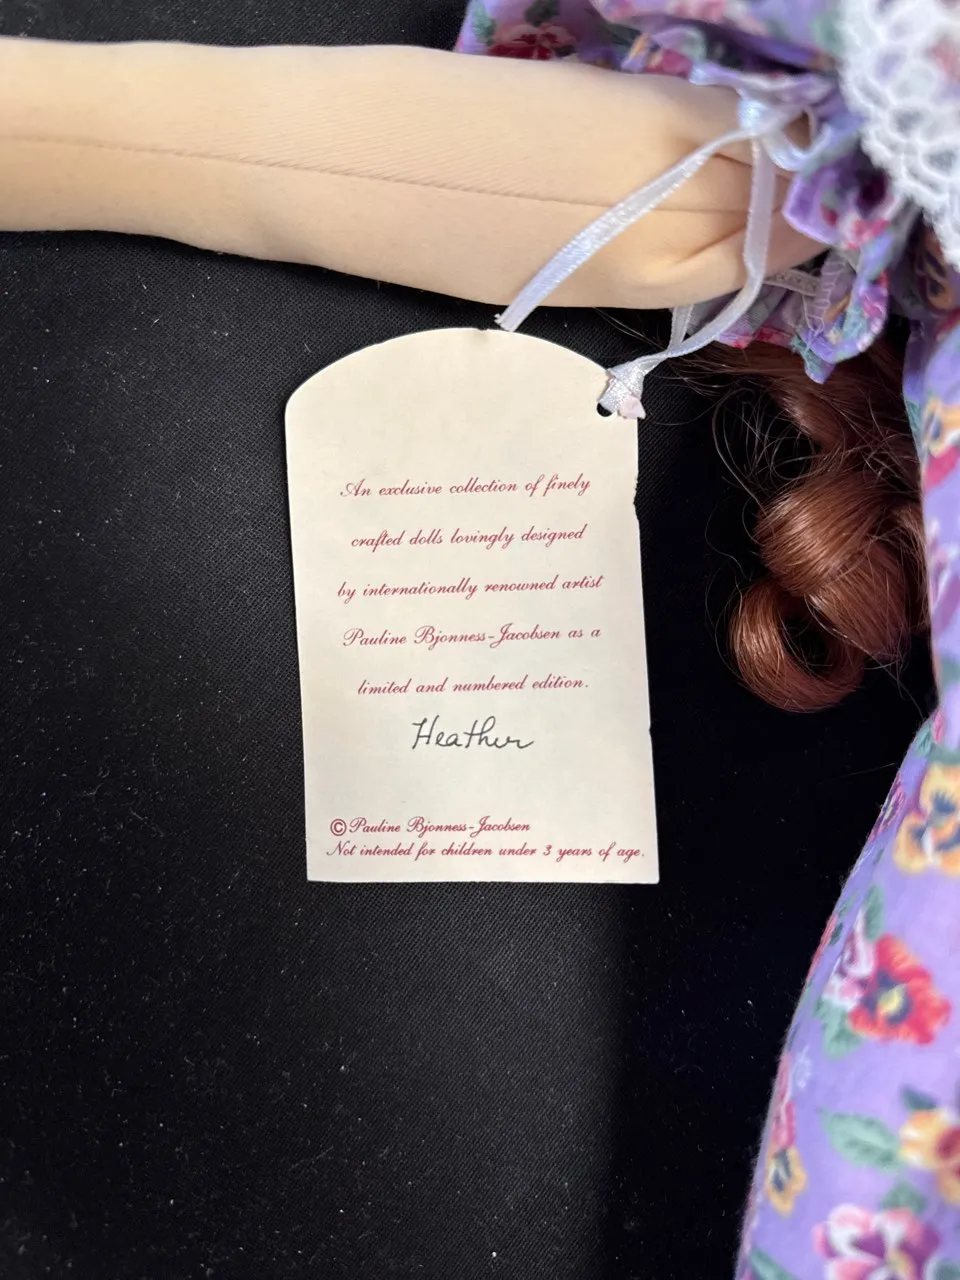 An exclusive collection of finely
crafted dolls lovingly designed
by internationally renowned artist
Pauline Bjonness-Jacobsen as a
limited and numbered edition.
Heather
© Pauline Bjonness-Jacobsen
Not intended for children under 3 years of age.